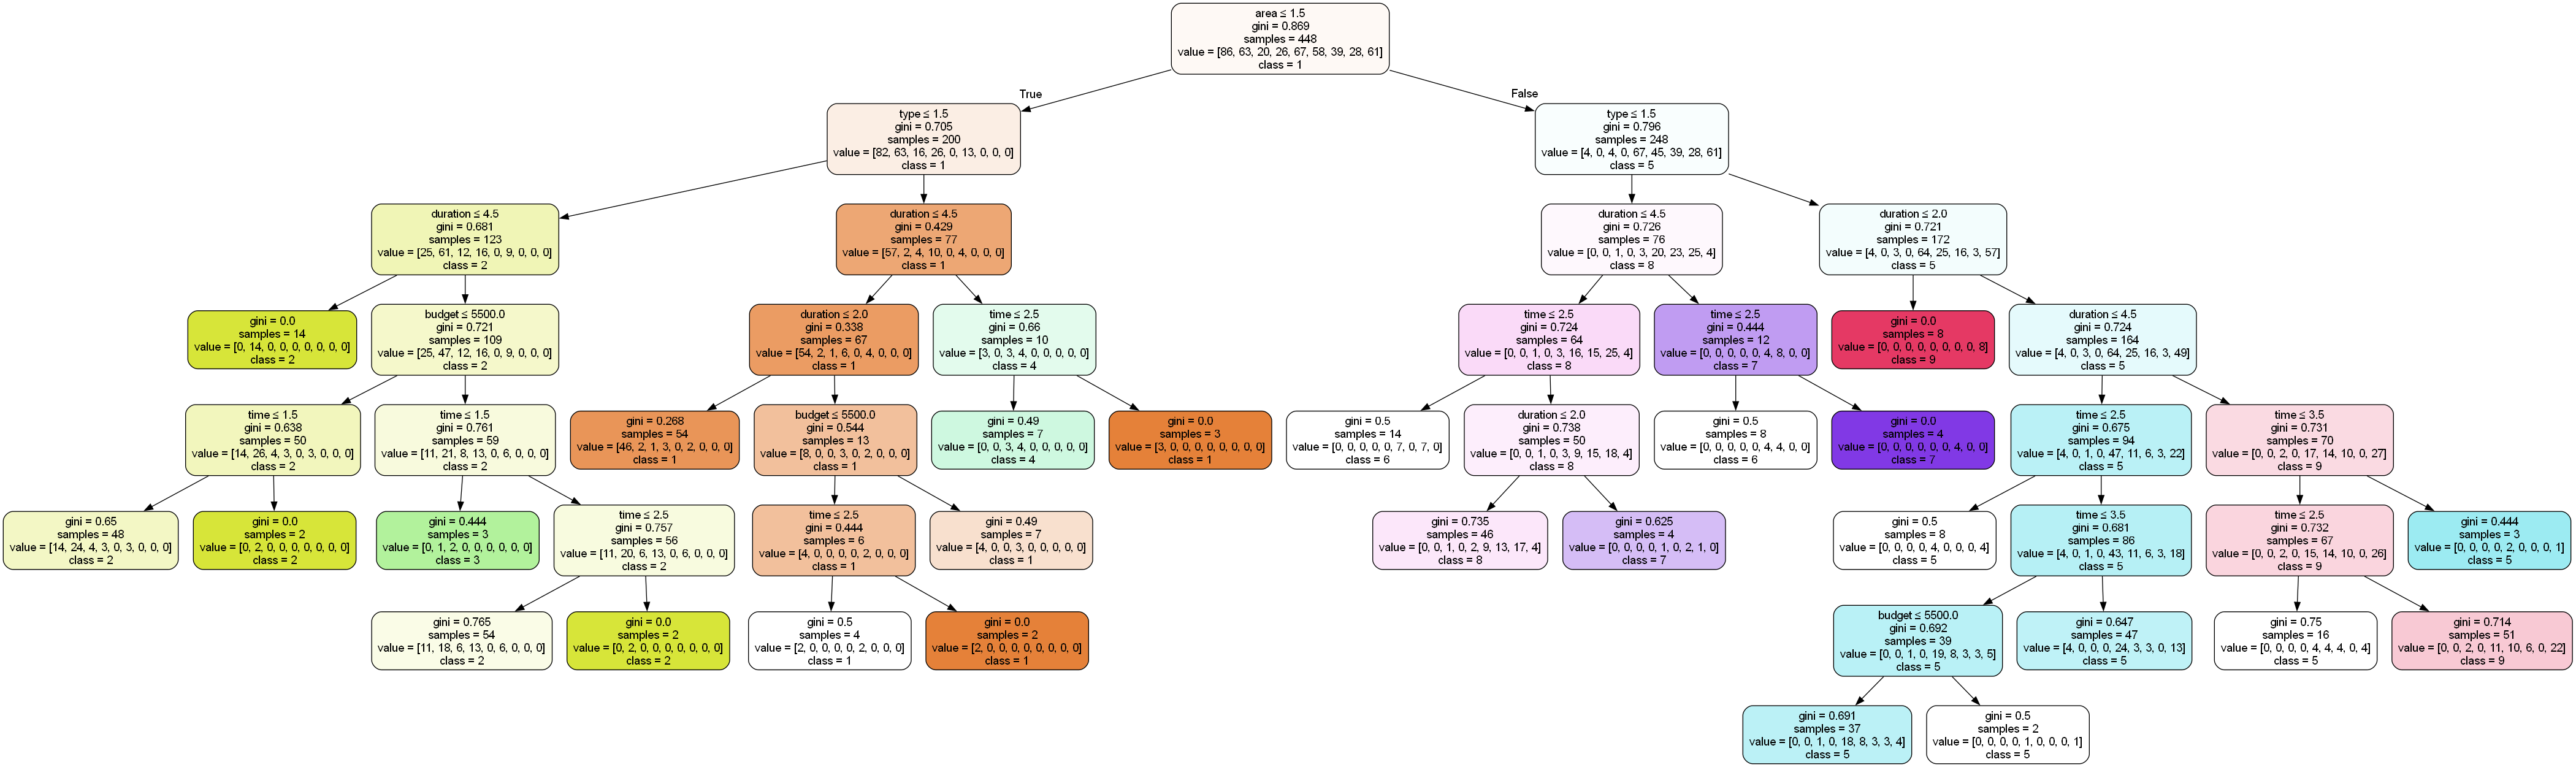 area ≤ 1.5
gini = 0.869
samples = 448
value = [86, 63, 20, 26, 67, 58, 39, 28, 61]
class = 1
True
False
type ≤ 1.5
gini = 0.705
samples = 200
value = [82, 63, 16, 26, 0, 13, 0, 0, 0]
class = 1
type ≤ 1.5
gini = 0.796
samples = 248
value = [4, 0, 4, 0, 67, 45, 39, 28, 61]
class = 5
duration ≤ 4.5
gini = 0.681
samples = 123
value = [25, 61, 12, 16, 0, 9, 0, 0, 0]
class = 2
duration ≤ 4.5
gini = 0.429
samples = 77
value = [57, 2, 4, 10, 0, 4, 0, 0, 0]
class = 1
duration ≤ 4.5
gini = 0.726
samples = 76
value = [0, 0, 1, 0, 3, 20, 23, 25, 4]
class = 8
duration ≤ 2.0
gini = 0.721
samples = 172
value = [4, 0, 3, 0, 64, 25, 16, 3, 57]
class = 5
gini = 0.0
samples = 14
value = [0, 14, 0, 0, 0, 0, 0, 0, 0]
class = 2
budget ≤ 5500.0
gini = 0.721
samples = 109
value = [25, 47, 12, 16, 0, 9, 0, 0, 0]
class = 2
duration ≤ 2.0
gini = 0.338
samples = 67
value = [54, 2, 1, 6, 0, 4, 0, 0, 0]
class = 1
time ≤ 2.5
gini = 0.66
samples = 10
value = [3, 0, 3, 4, 0, 0, 0, 0, 0]
class = 4
time ≤ 2.5
gini = 0.724
samples = 64
value = [0, 0, 1, 0, 3, 16, 15, 25, 4]
class = 8
time ≤ 2.5
gini = 0.444
samples = 12
value = [0, 0, 0, 0, 0, 4, 8, 0, 0]
class = 7
gini = 0.0
samples = 8
value = [0, 0, 0, 0, 0, 0, 0, 0, 8]
class = 9
duration ≤ 4.5
gini = 0.724
samples = 164
value = [4, 0, 3, 0, 64, 25, 16, 3, 49]
class = 5
time ≤ 1.5
gini = 0.638
samples = 50
value = [14, 26, 4, 3, 0, 3, 0, 0, 0]
class = 2
time ≤ 1.5
gini = 0.761
samples = 59
value = [11, 21, 8, 13, 0, 6, 0, 0, 0]
class = 2
gini = 0.268
samples = 54
value = [46, 2, 1, 3, 0, 2, 0, 0, 0]
class = 1
budget ≤ 5500.0
gini = 0.544
samples = 13
value = [8, 0, 0, 3, 0, 2, 0, 0, 0]
class = 1
gini = 0.49
samples = 7
value = [0, 0, 3, 4, 0, 0, 0, 0, 0]
class = 4
gini = 0.0
samples = 3
value = [3, 0, 0, 0, 0, 0, 0, 0, 0]
class = 1
gini = 0.5
samples = 14
value = [0, 0, 0, 0, 0, 7, 0, 7, 0]
class = 6
duration ≤ 2.0
gini = 0.738
samples = 50
value = [0, 0, 1, 0, 3, 9, 15, 18, 4]
class = 8
gini = 0.5
samples = 8
value = [0, 0, 0, 0, 0, 4, 4, 0, 0]
class = 6
gini = 0.0
samples = 4
value = [0, 0, 0, 0, 0, 0, 4, 0, 0]
class = 7
time ≤ 2.5
gini = 0.675
samples = 94
value = [4, 0, 1, 0, 47, 11, 6, 3, 22]
class = 5
time ≤ 3.5
gini = 0.731
samples = 70
value = [0, 0, 2, 0, 17, 14, 10, 0, 27]
class = 9
gini = 0.65
samples = 48
value = [14, 24, 4, 3, 0, 3, 0, 0, 0]
class = 2
gini = 0.0
samples = 2
value = [0, 2, 0, 0, 0, 0, 0, 0, 0]
class = 2
gini = 0.444
samples = 3
value = [0, 1, 2, 0, 0, 0, 0, 0, 0]
class = 3
time ≤ 2.5
gini = 0.757
samples = 56
value = [11, 20, 6, 13, 0, 6, 0, 0, 0]
class = 2
time ≤ 2.5
gini = 0.444
samples = 6
value = [4, 0, 0, 0, 0, 2, 0, 0, 0]
class = 1
gini = 0.49
samples = 7
value = [4, 0, 0, 3, 0, 0, 0, 0, 0]
class = 1
gini = 0.735
samples = 46
value = [0, 0, 1, 0, 2, 9, 13, 17, 4]
class = 8
gini = 0.625
samples = 4
value = [0, 0, 0, 0, 1, 0, 2, 1, 0]
class = 7
gini = 0.5
samples = 8
value = [0, 0, 0, 0, 4, 0, 0, 0, 4]
class = 5
time ≤ 3.5
gini = 0.681
samples = 86
value = [4, 0, 1, 0, 43, 11, 6, 3, 18]
class = 5
time ≤ 2.5
gini = 0.732
samples = 67
value = [0, 0, 2, 0, 15, 14, 10, 0, 26]
class = 9
gini = 0.444
samples = 3
value = [0, 0, 0, 0, 2, 0, 0, 0, 1]
class = 5
gini = 0.765
samples = 54
value = [11, 18, 6, 13, 0, 6, 0, 0, 0]
class = 2
gini = 0.0
samples = 2
value = [0, 2, 0, 0, 0, 0, 0, 0, 0]
class = 2
gini = 0.5
samples = 4
value = [2, 0, 0, 0, 0, 2, 0, 0, 0]
class = 1
gini = 0.0
samples = 2
value = [2, 0, 0, 0, 0, 0, 0, 0, 0]
class = 1
budget ≤ 5500.0
gini = 0.692
samples = 39
value = [0, 0, 1, 0, 19, 8, 3, 3, 5]
class = 5
gini = 0.647
samples = 47
value = [4, 0, 0, 0, 24, 3, 3, 0, 13]
class = 5
gini = 0.75
samples = 16
value = [0, 0, 0, 0, 4, 4, 4, 0, 4]
class = 5
gini = 0.714
samples = 51
value = [0, 0, 2, 0, 11, 10, 6, 0, 22]
class = 9
gini = 0.691
samples = 37
value = [0, 0, 1, 0, 18, 8, 3, 3, 4]
class = 5
gini = 0.5
samples = 2
value = [0, 0, 0, 0, 1, 0, 0, 0, 1]
class = 5